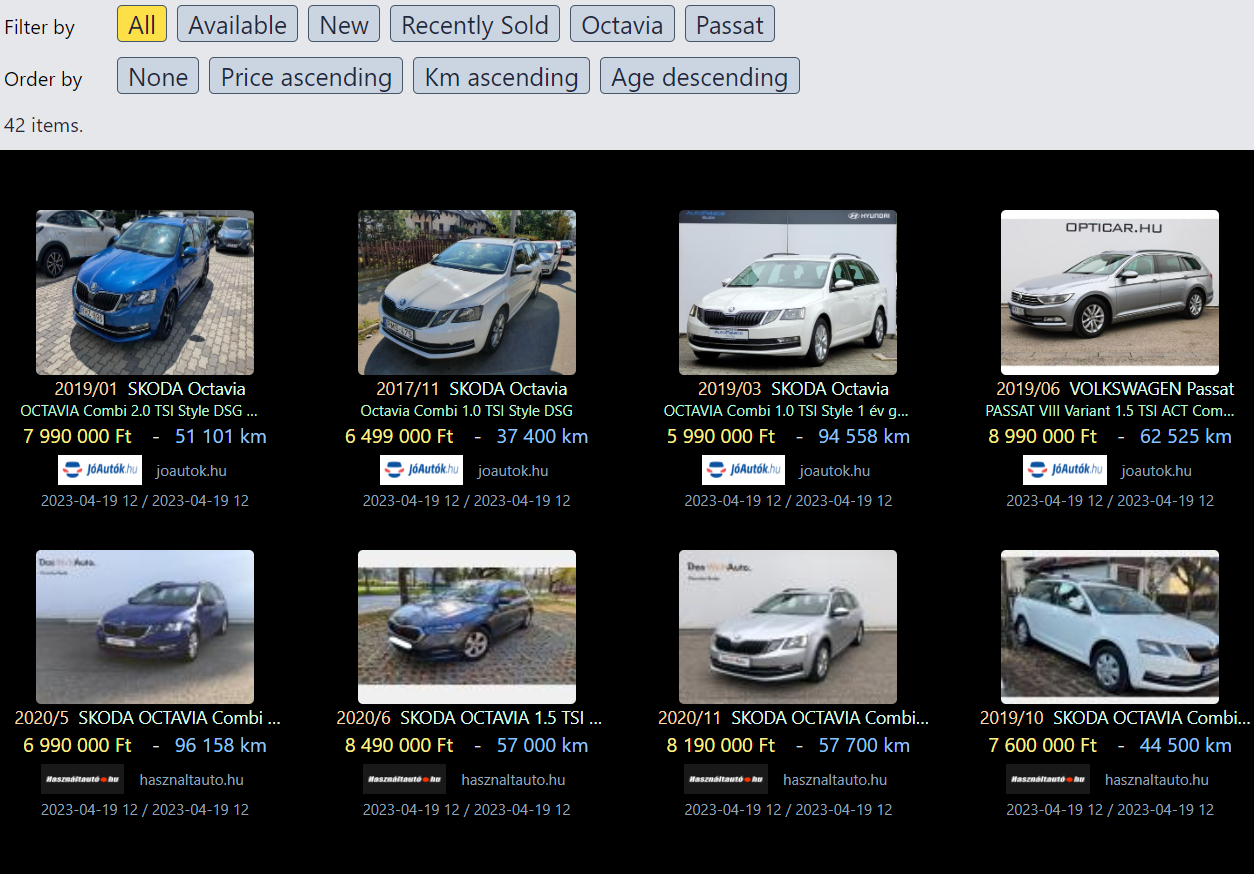 Filter by All Available New Recently Sold Octavia Passat
Order by None Price ascending Km ascending Age descending
42 items.
HYUNDAI
OPTICAR.HU
2019/01 SKODA Octavia
OCTAVIA Combi 2.0 TSI Style DSG ...
7 990 000 Ft - 51 101 km
JóAutók.hu joautok.hu
2023-04-19 12 / 2023-04-19 12
2017/11 SKODA Octavia
Octavia Combi 1.0 TSI Style DSG
6 499 000 Ft - 37 400 km
JóAutók.hu joautok.hu
2023-04-19 12 / 2023-04-19 12
2019/03 SKODA Octavia
OCTAVIA Combi 1.0 TSI Style 1 év g...
5 990 000 Ft - 94 558 km
JóAutók.hu joautok.hu
2023-04-19 12 / 2023-04-19 12
2019/06 VOLKSWAGEN Passat
PASSAT VIII Variant 1.5 TSI ACT Com...
8 990 000 Ft - 62 525 km
JóAutók.hu joautok.hu
2023-04-19 12 / 2023-04-19 12
Das WeltAuto.
2020/5 SKODA OCTAVIA Combi ...
6 990 000 Ft - 96 158 km
Használtautó.hu hasznaltauto.hu
2023-04-19 12 / 2023-04-19 12
2020/6 SKODA OCTAVIA 1.5 TSI ...
8 490 000 Ft - 57 000 km
Használtautó.hu hasznaltauto.hu
2023-04-19 12 / 2023-04-19 12
Das WeltAuto.
2020/11 SKODA OCTAVIA Combi...
8 190 000 Ft - 57 700 km
Használtautó.hu hasznaltauto.hu
2023-04-19 12 / 2023-04-19 12
2019/10 SKODA OCTAVIA Combi...
7 600 000 Ft - 44 500 km
Használtautó.hu hasznaltauto.hu
2023-04-19 12 / 2023-04-19 12